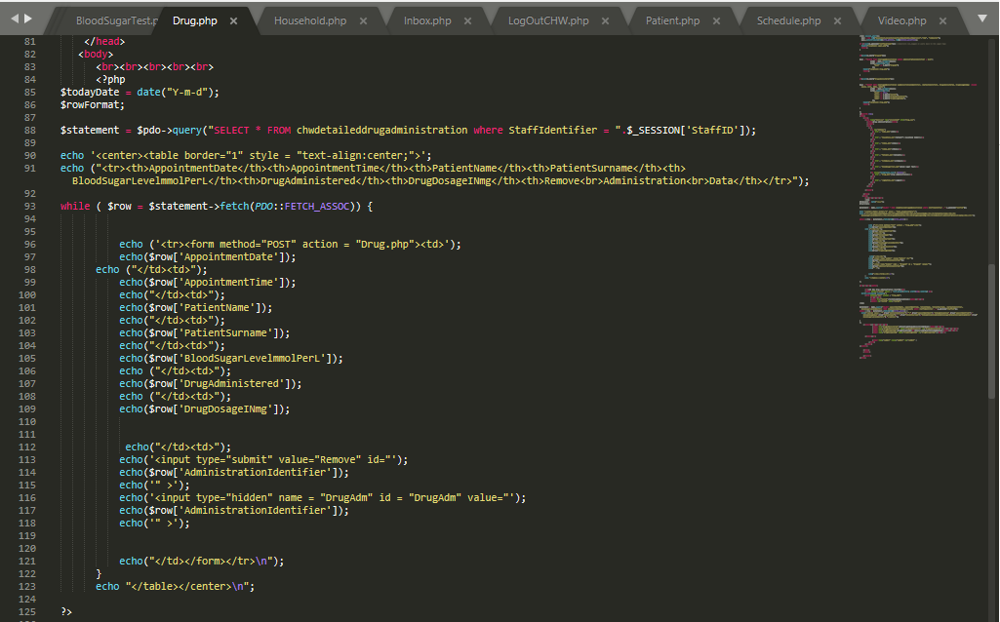 BloodSugarTest.p Drug.php × Household.php × Inbox.php × LogOutCHW.php × Patient.php × Schedule.php × Video.php ×
81 </head>
82 <body>
83 <br><br><br><br><br>
84 <?php
85 $todayDate = date("Y-m-d");
86 $rowFormat;
87
88 $statement = $pdo->query("SELECT * FROM chwdetaileddrugadministration where StaffIdentifier = ".$_SESSION['StaffID']);
89
90 echo '<center><table border="1" style = "text-align:center;">';
91 echo ("<tr><th>AppointmentDate</th><th>AppointmentTime</th><th>PatientName</th><th>PatientSurname</th><th>
BloodSugarLevelmmolPerL</th><th>DrugAdministered</th><th>DrugDosageINmg</th><th>Remove<br>Administration<br>Data</th></tr>");
92
93 while ( $row = $statement->fetch(PDO::FETCH_ASSOC)) {
94
95
96 echo ('<tr><form method="POST" action = "Drug.php"><td>');
97 echo($row['AppointmentDate']);
98 echo ("</td><td>");
99 echo($row['AppointmentTime']);
100 echo("</td><td>");
101 echo($row['PatientName']);
102 echo("</td><td>");
103 echo($row['PatientSurname']);
104 echo("</td><td>");
105 echo($row['BloodSugarLevelmmolPerL']);
106 echo ("</td><td>");
107 echo($row['DrugAdministered']);
108 echo ("</td><td>");
109 echo($row['DrugDosageINmg']);
110
111
112 echo("</td><td>");
113 echo('<input type="submit" value="Remove" id="');
114 echo($row['AdministrationIdentifier']);
115 echo('" >');
116 echo('<input type="hidden" name = "DrugAdm" id = "DrugAdm" value="');
117 echo($row['AdministrationIdentifier']);
118 echo('" >');
119
120
121 echo("</td></form></tr>\n");
122 }
123 echo "</table></center>\n";
124
125 ?>